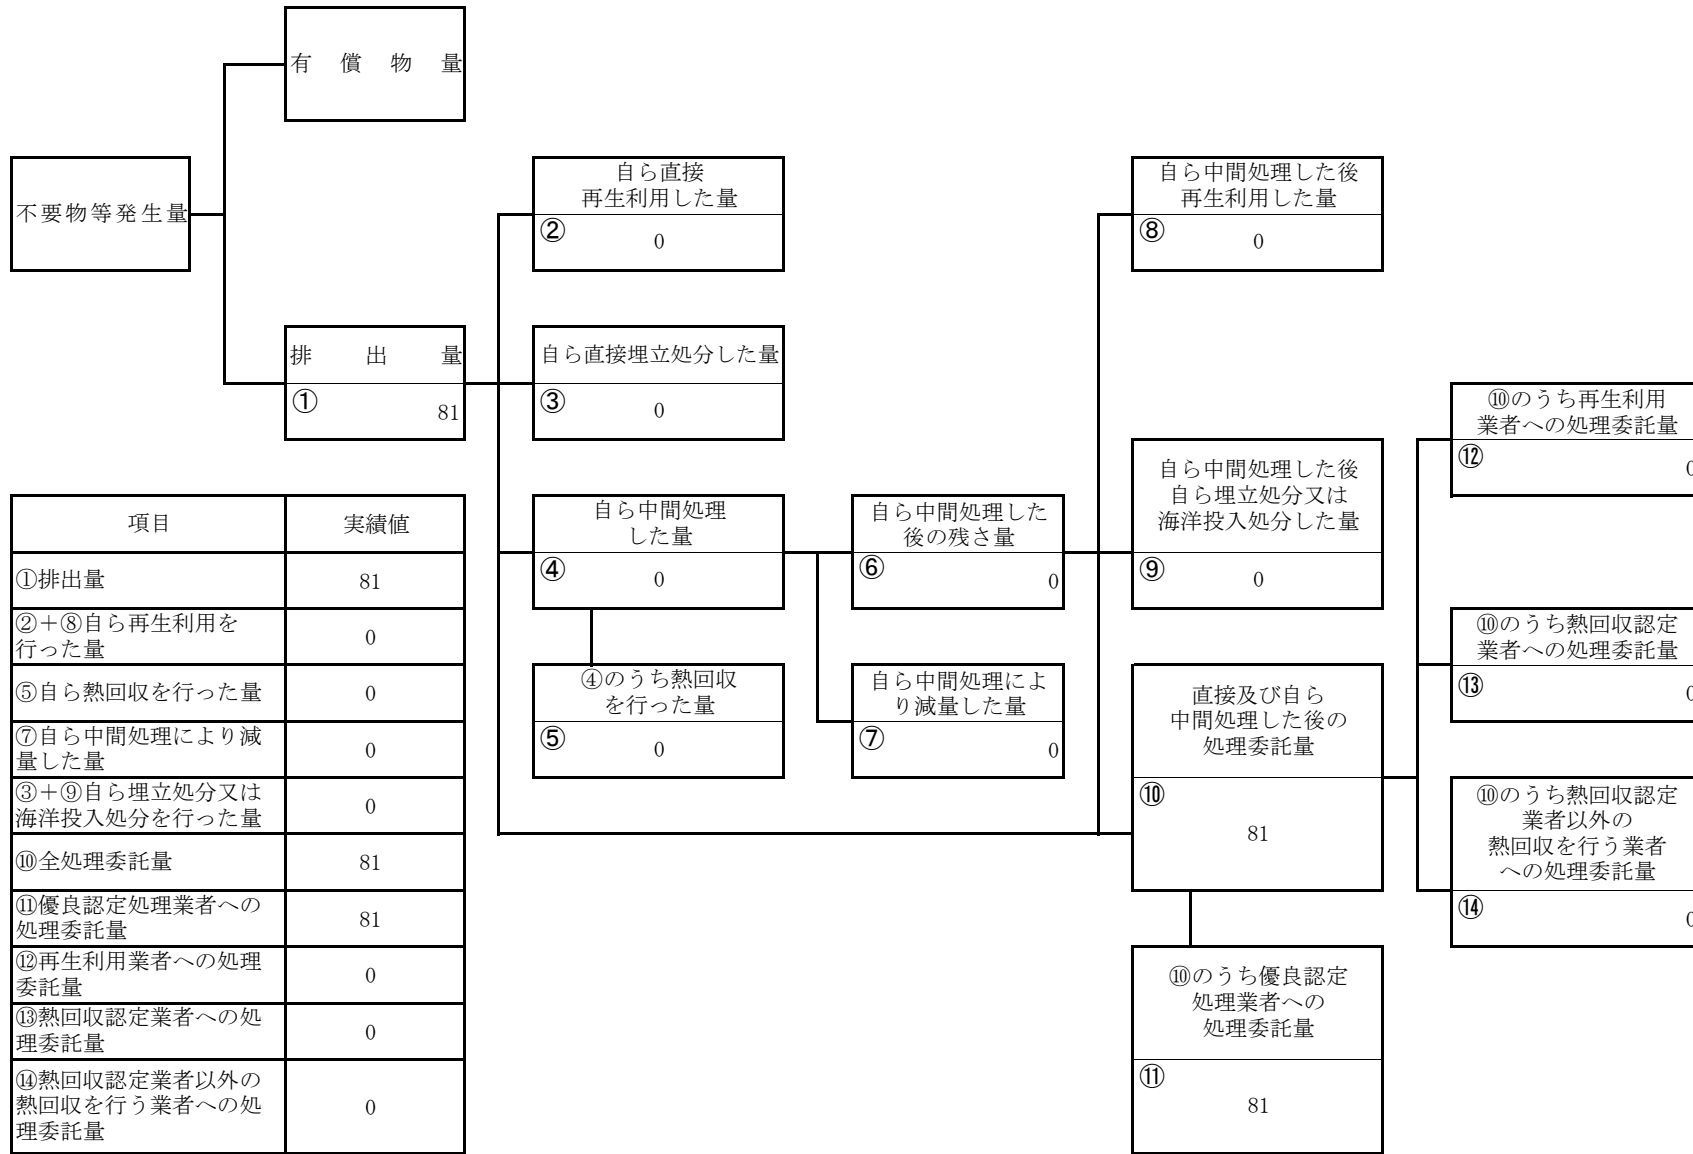 有償物量
不要物等発生量
自ら直接
再生利用した量
②
0
自ら中間処理した後
再生利用した量
⑧
0
排出量
①
81
自ら直接埋立処分した量
③
0
⑩のうち再生利用
業者への処理委託量
⑫
0
自ら中間処理
した量
④
0
自ら中間処理した
後の残さ量
⑥
0
自ら中間処理した後
自ら埋立処分又は
海洋投入処分した量
⑨
0
④のうち熱回収
を行った量
⑤
0
自ら中間処理によ
り減量した量
⑦
0
直接及び自ら
中間処理した後の
処理委託量
⑩
81
⑩のうち熱回収認定
業者への処理委託量
⑬
0
⑩のうち熱回収認定
業者以外の
熱回収を行う業者
への処理委託量
⑭
0
⑩のうち優良認定
処理業者への
処理委託量
⑪
81
項目 実績値
①排出量 81
②＋⑧自ら再生利用を
行った量 0
⑤自ら熱回収を行った量 0
⑦自ら中間処理により減
量した量 0
③＋⑨自ら埋立処分又は
海洋投入処分を行った量 0
⑩全処理委託量 81
⑪優良認定処理業者への
処理委託量 81
⑫再生利用業者への処理
委託量 0
⑬熱回収認定業者への処
理委託量 0
⑭熱回収認定業者以外の
熱回収を行う業者への処
理委託量 0